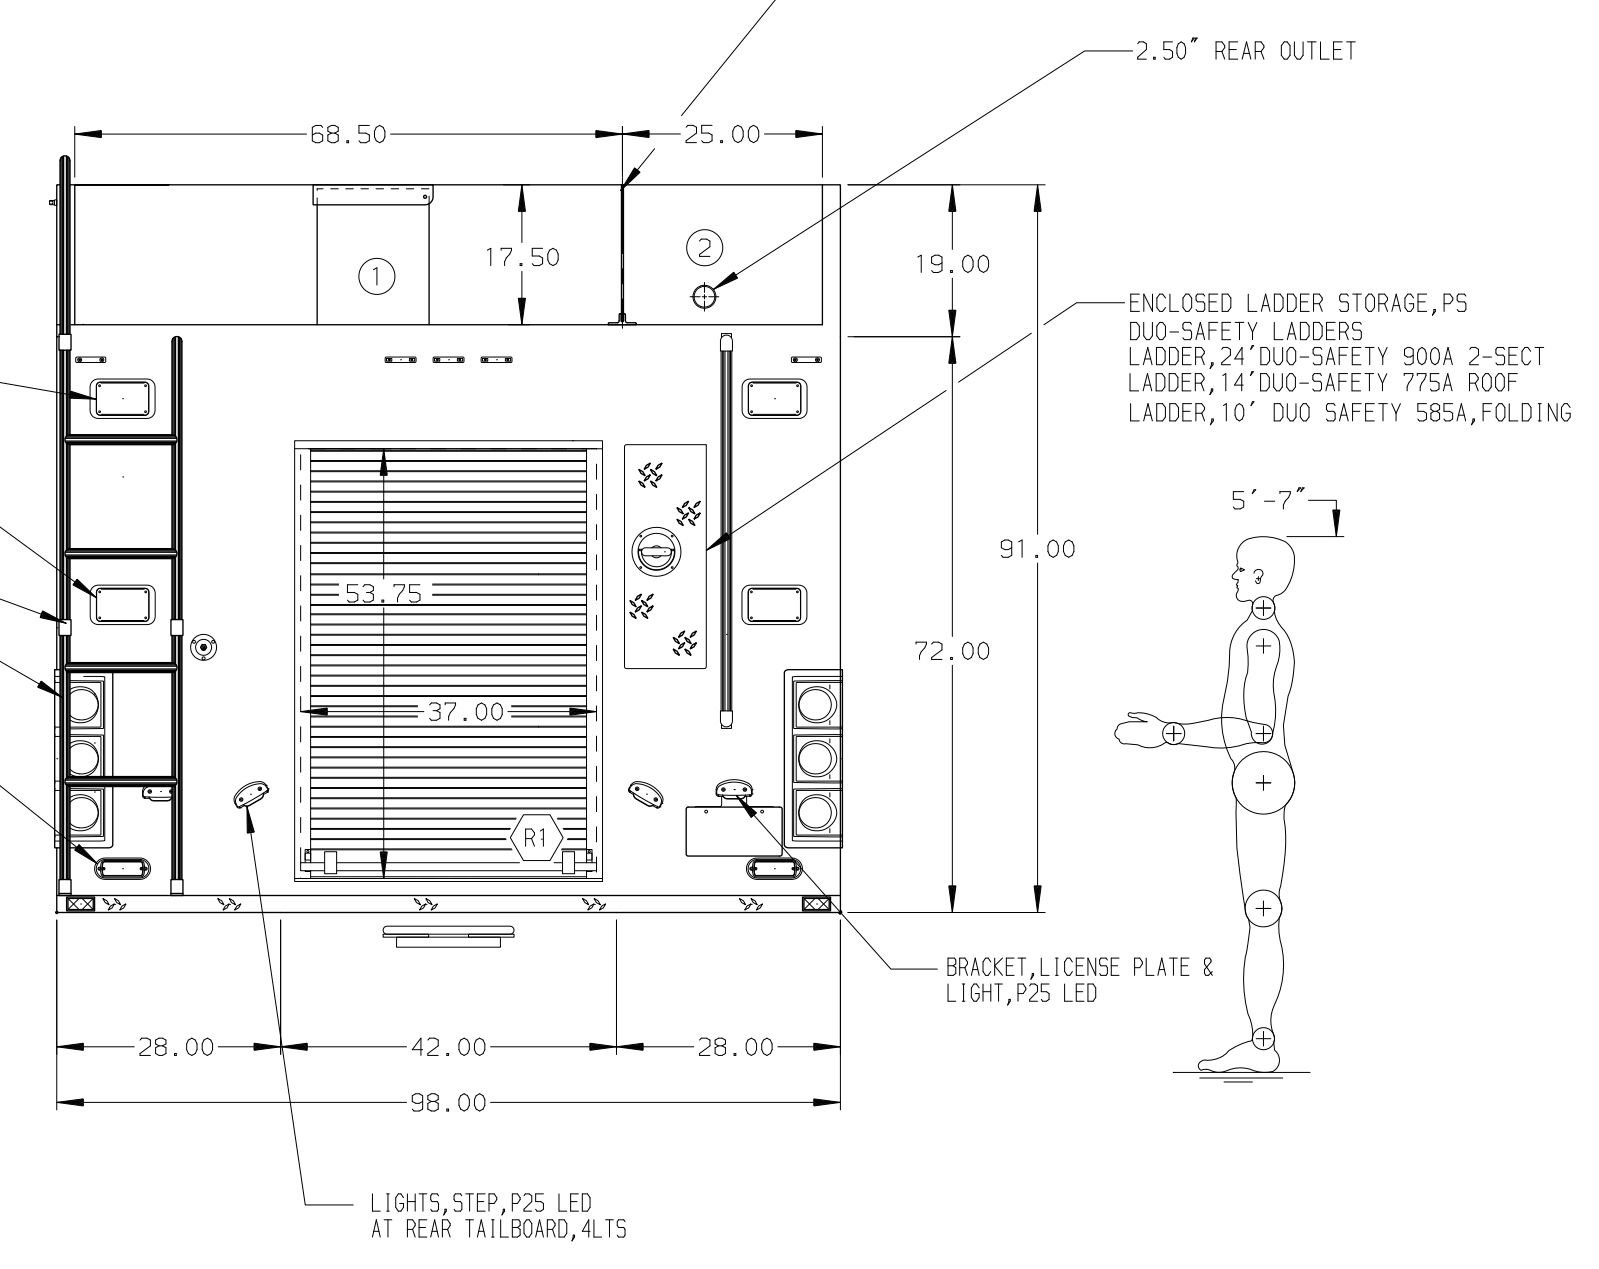 2.50″ REAR OUTLET
68.50
25.00
17.50
1
2
19.00
ENCLOSED LADDER STORAGE,PS
DUO-SAFETY LADDERS
LADDER,24′DUO-SAFETY 900A 2-SECT
LADDER,14′DUO-SAFETY 775A ROOF
LADDER,10′ DUO SAFETY 585A,FOLDING
5′-7″
91.00
53.75
72.00
37.00
R1
BRACKET,LICENSE PLATE &
LIGHT,P25 LED
28.00
42.00
28.00
98.00
LIGHTS,STEP,P25 LED
AT REAR TAILBOARD,4LTS